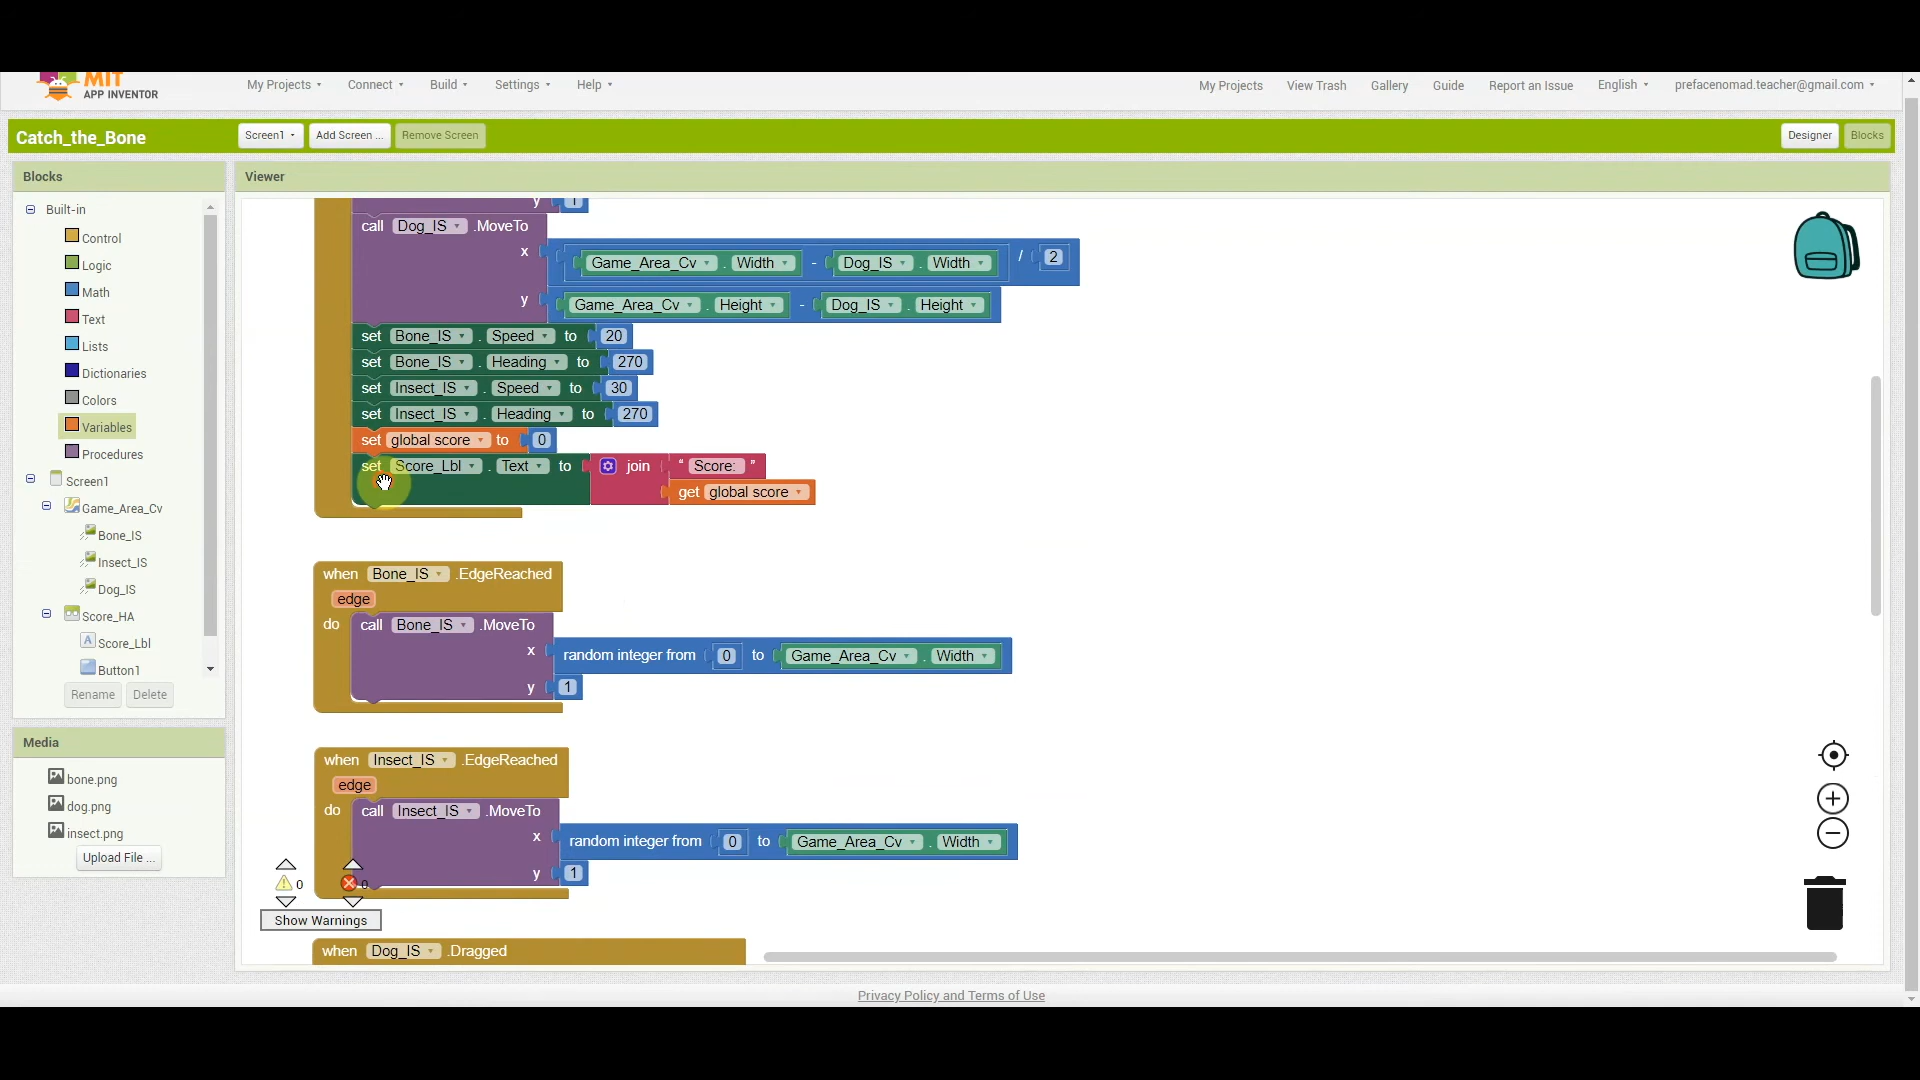 MIT
APP INVENTOR
My Projects Connect Build Settings Help My Projects View Trash Gallery Guide Report an Issue English prefacenomad.teacher@gmail.com
Catch_the_Bone Screen1 Add Screen ... Remove Screen Designer Blocks
Blocks
Built-in
Control
Logic
Math
Text
Lists
Dictionaries
Colors
Variables
Procedures
Screen1
Game_Area_Cv
Bone_IS
Insect_IS
Dog_IS
Score_HA
Score_Lbl
Button1
Rename Delete
Media
bone.png
dog.png
insect.png
Upload File ...
Viewer
y 1
call Dog_IS .MoveTo
x Game_Area_Cv . Width - Dog_IS . Width / 2
y Game_Area_Cv . Height - Dog_IS . Height
set Bone_IS . Speed to 20
set Bone_IS . Heading to 270
set Insect_IS . Speed to 30
set Insect_IS . Heading to 270
set global score to 0
set Score_Lbl . Text to join " Score: "
get global score
when Bone_IS .EdgeReached
edge
do call Bone_IS .MoveTo
x random integer from 0 to Game_Area_Cv . Width
y 1
when Insect_IS .EdgeReached
edge
do call Insect_IS .MoveTo
x random integer from 0 to Game_Area_Cv . Width
y 1
0 0
Show Warnings
when Dog_IS .Dragged
Privacy Policy and Terms of Use